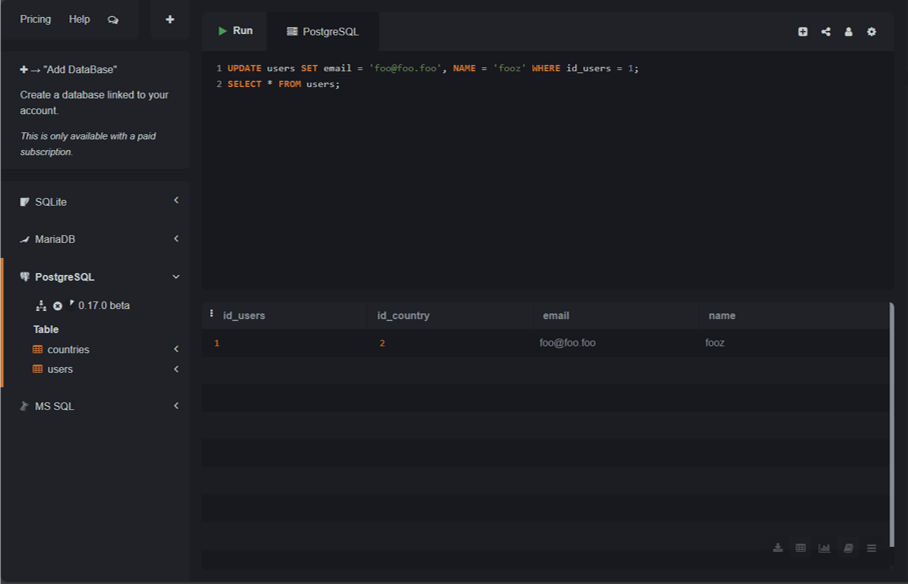 Pricing Help
Run
PostgreSQL
"Add DataBase"
Create a database linked to your
account.
This is only available with a paid
subscription.
1 UPDATE users SET email = 'foo@foo.foo', NAME = 'fooz' WHERE id_users = 1;
2 SELECT * FROM users;
SQLite
MariaDB
PostgreSQL
0.17.0 beta
Table
countries
users
MS SQL
id_users id_country email name
1 2 foo@foo.foo fooz